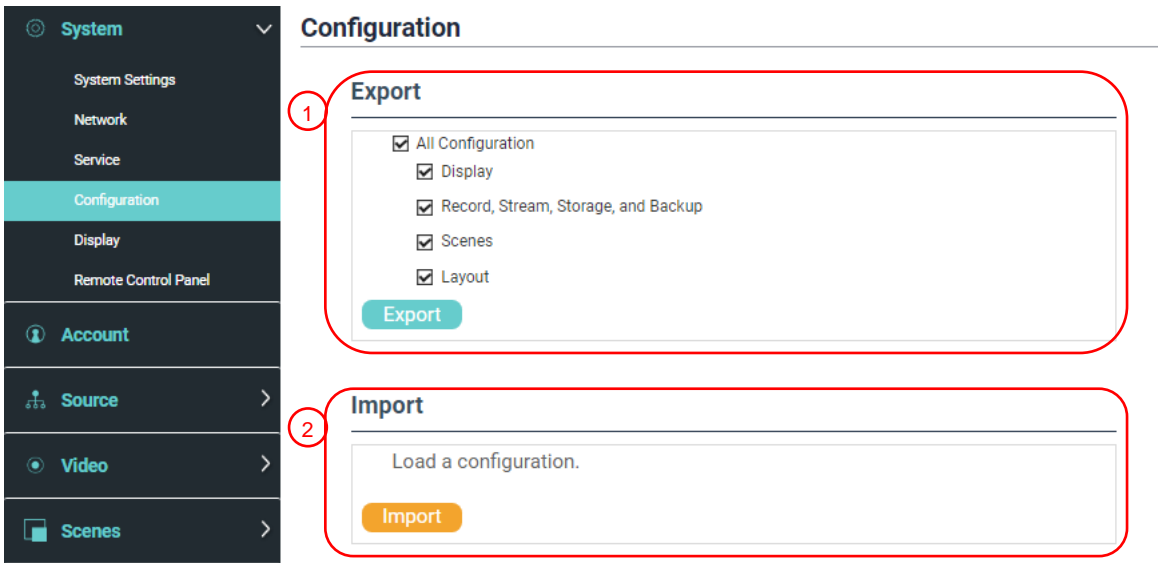 System
System Settings
Network
Service
Configuration
Display
Remote Control Panel
Account
Source
Video
Scenes
Configuration
1
Export
All Configuration
Display
Record, Stream, Storage, and Backup
Scenes
Layout
Export
2
Import
Load a configuration.
Import